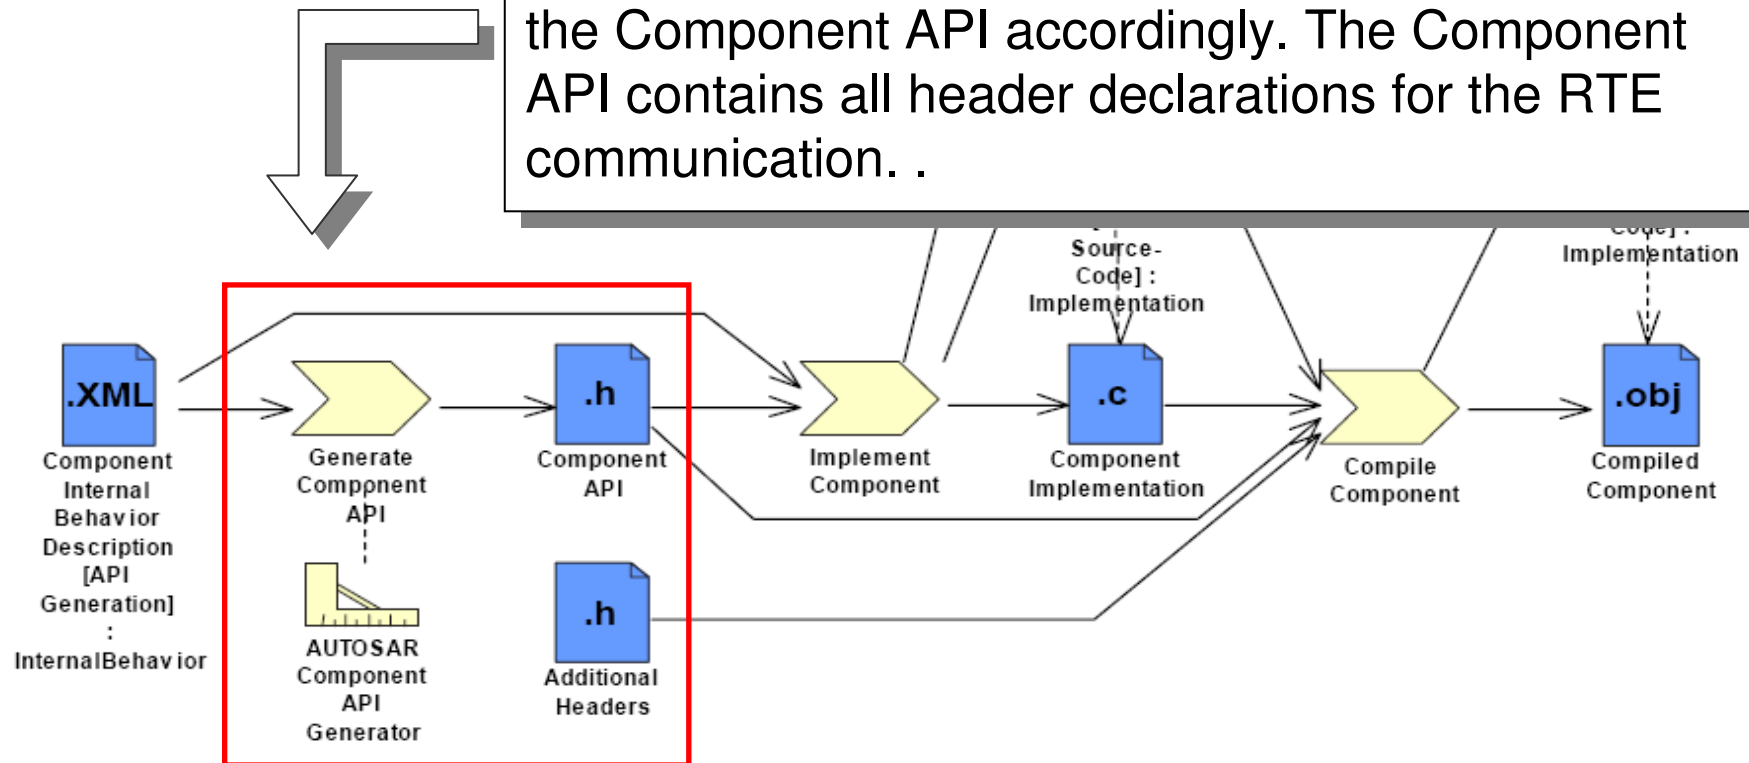 the Component API accordingly. The Component
API contains all header declarations for the RTE
communication. .
Source-
Code] :
Implementation
Code] :
Implementation
.XML
Component
Internal
Behavior
Description
[API
Generation]
:
InternalBehavior
Generate
Component
API
.h
Component
API
Implement
Component
.c
Component
Implementation
Compile
Component
.obj
Compiled
Component
AUTOSAR
Component
API
Generator
.h
Additional
Headers